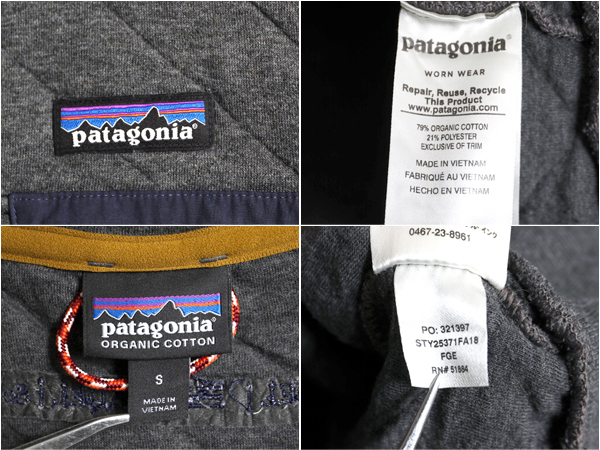 patagonia®
patagonia®
WORN WEAR
Repair, Reuse, Recycle
This Product
www.patagonia.com
79% ORGANIC COTTON
21% POLYESTER
EXCLUSIVE OF TRIM
MADE IN VIETNAM
FABRIQUÉ AU VIETNAM
HECHO EN VIETNAM
patagonia®
ORGANIC COTTON
S
MADE IN
VIETNAM
0467-23-8961
PO: 321397
STY25371FA18
FGE
RN# 51884